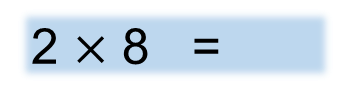 2 × 8 =